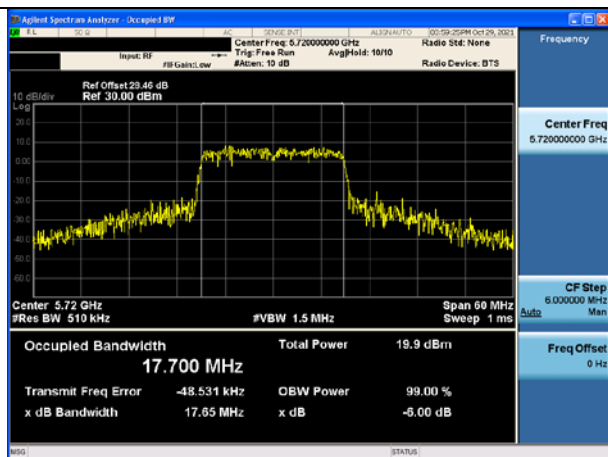 Agilent Spectrum Analyzer - Occupied BW
RL 50 Ω AC SENSE:INT ALIGNAUTO 03:59:25PM Oct 29, 2021
Center Freq: 5.720000000 GHz Radio Std: None
Input: RF Trig: Free Run Avg|Hold: 10/10
#IFGain:Low #Atten: 10 dB Radio Device: BTS
Ref Offset 29.46 dB
10 dB/div Ref 30.00 dBm
Log
20.0
10.0
0.00
10.0
20.0
30.0
40.0
50.0
60.0
Center 5.72 GHz Span 60 MHz
#Res BW 510 kHz #VBW 1.5 MHz Sweep 1 ms
Occupied Bandwidth Total Power 19.9 dBm
17.700 MHz
Transmit Freq Error -48.531 kHz OBW Power 99.00 %
x dB Bandwidth 17.65 MHz x dB -6.00 dB
MSG STATUS
Frequency
Center Freq
5.720000000 GHz
CF Step
6.000000 MHz
Auto Man
Freq Offset
0 Hz